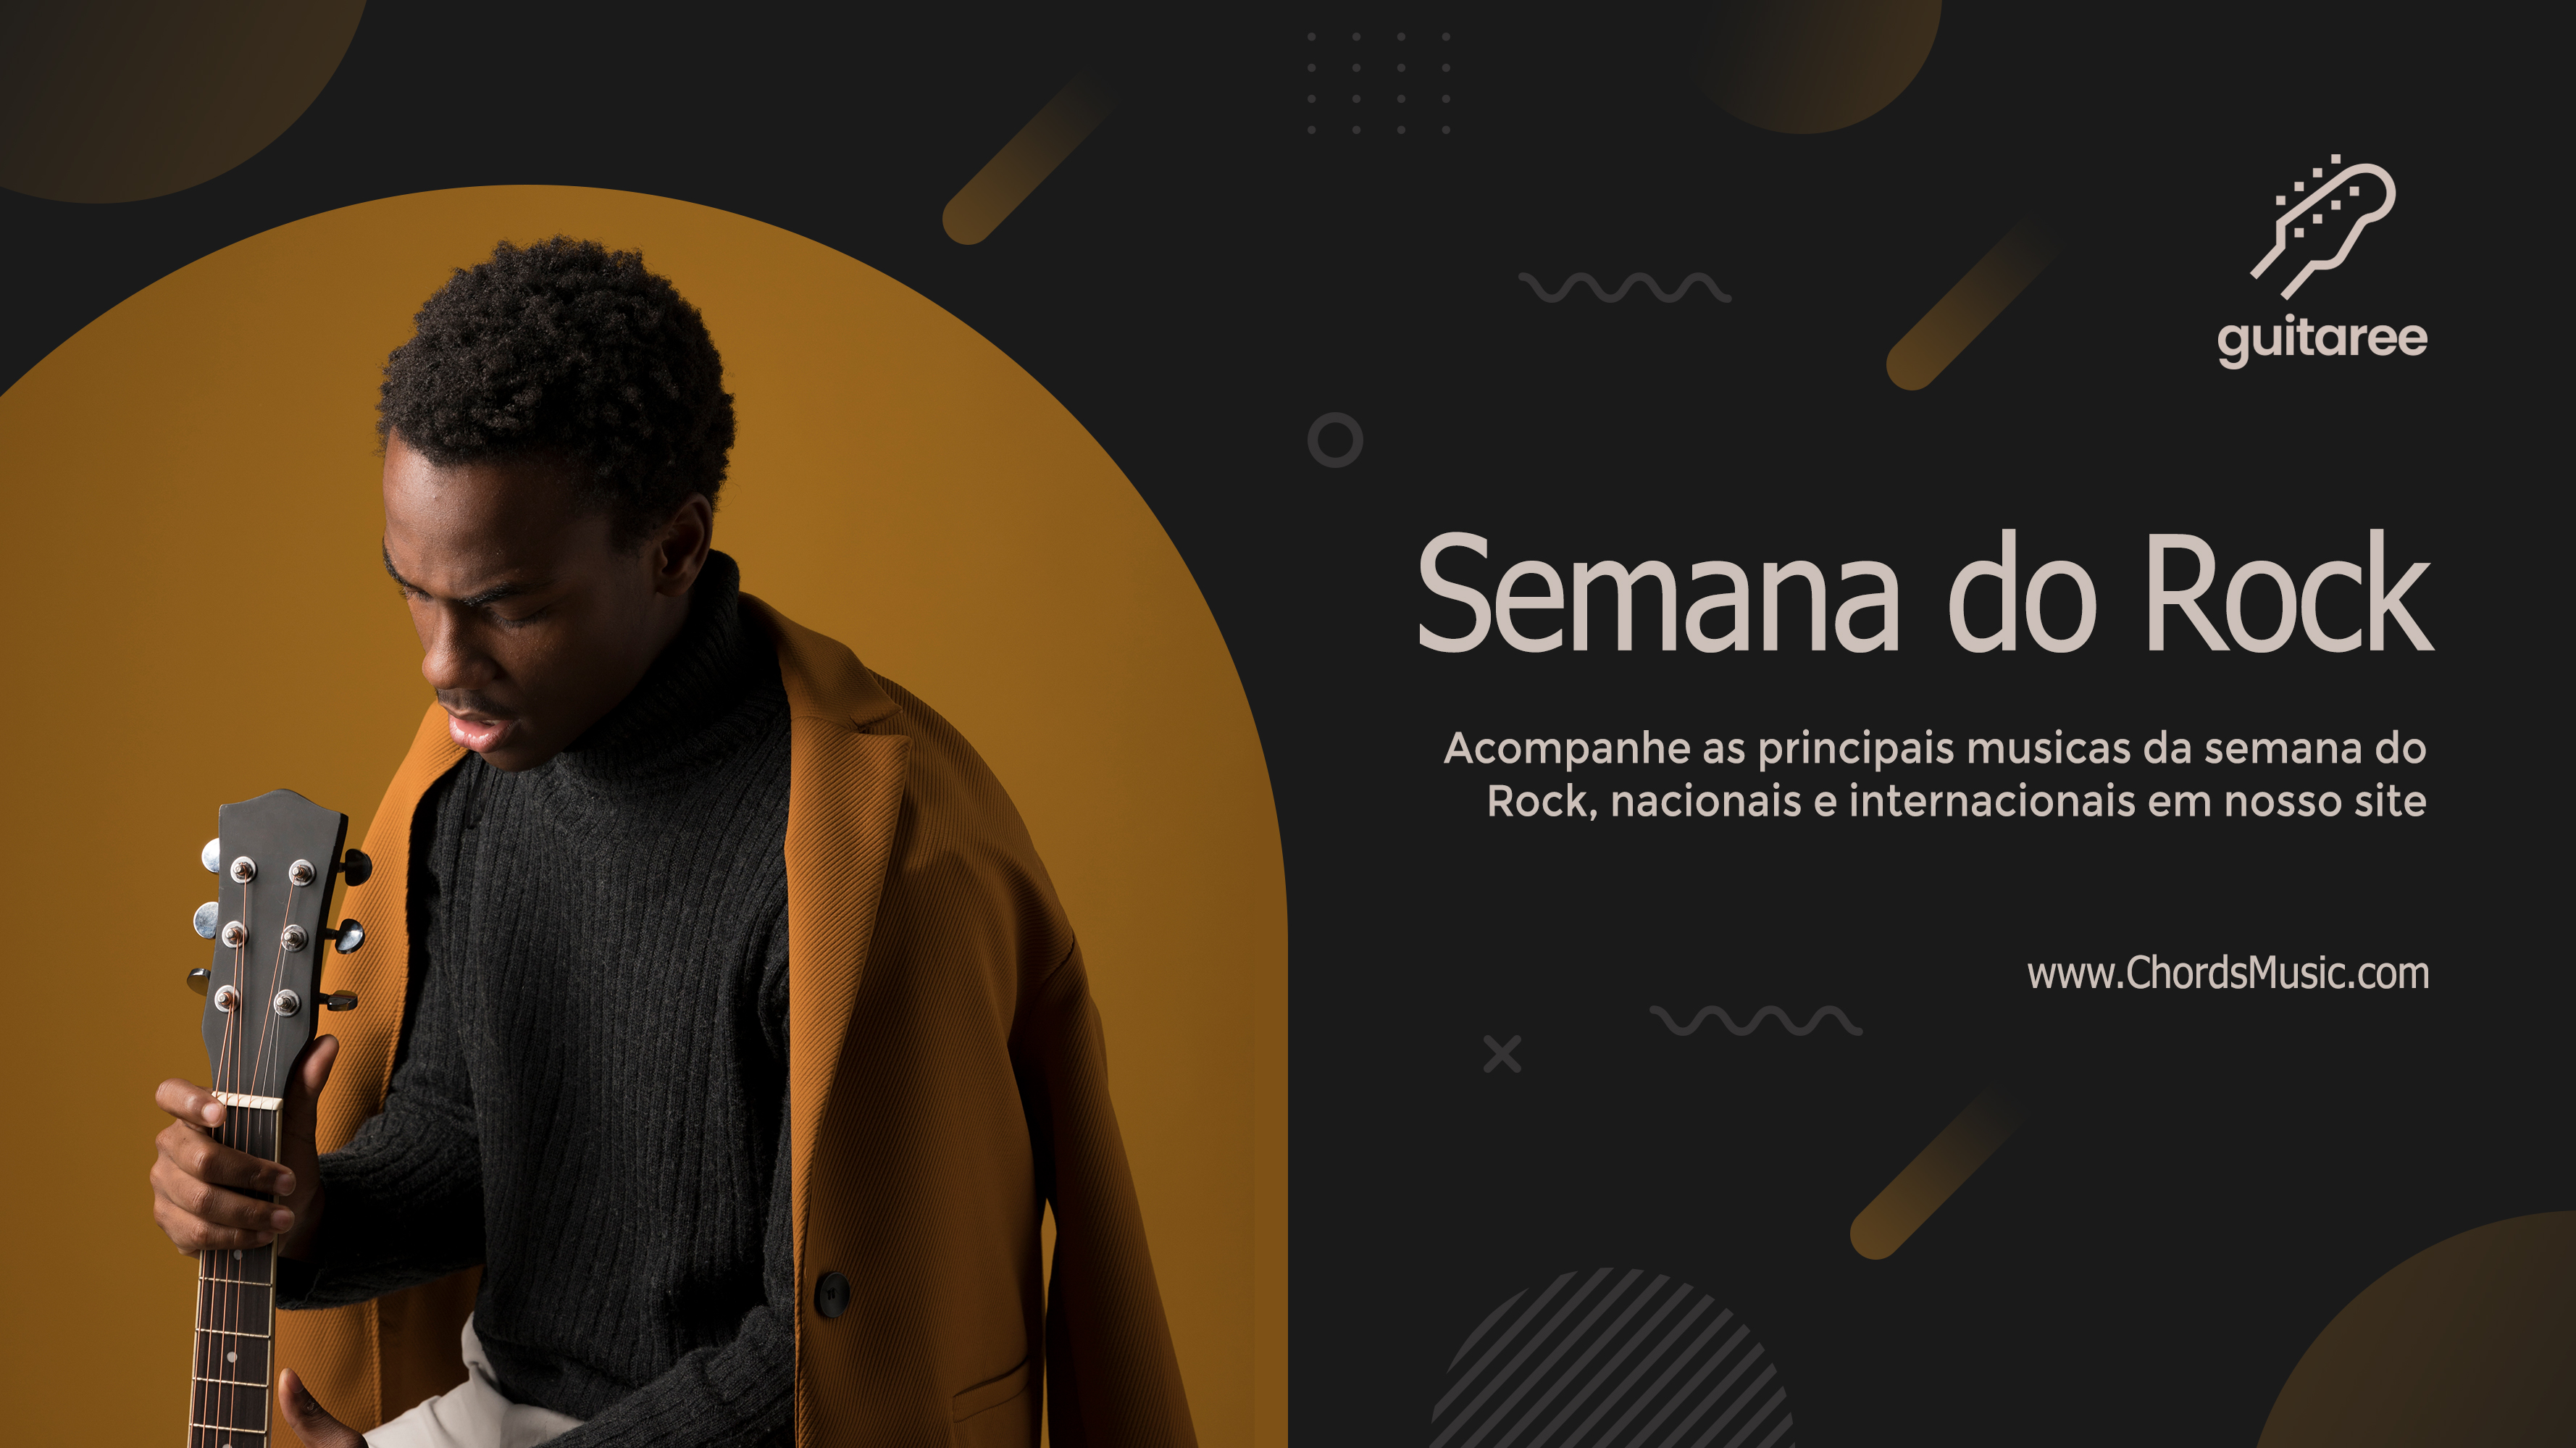 guitaree
Semana do Rock
Acompanhe as principais musicas da semana do
Rock, nacionais e internacionais em nosso site
www.ChordsMusic.com